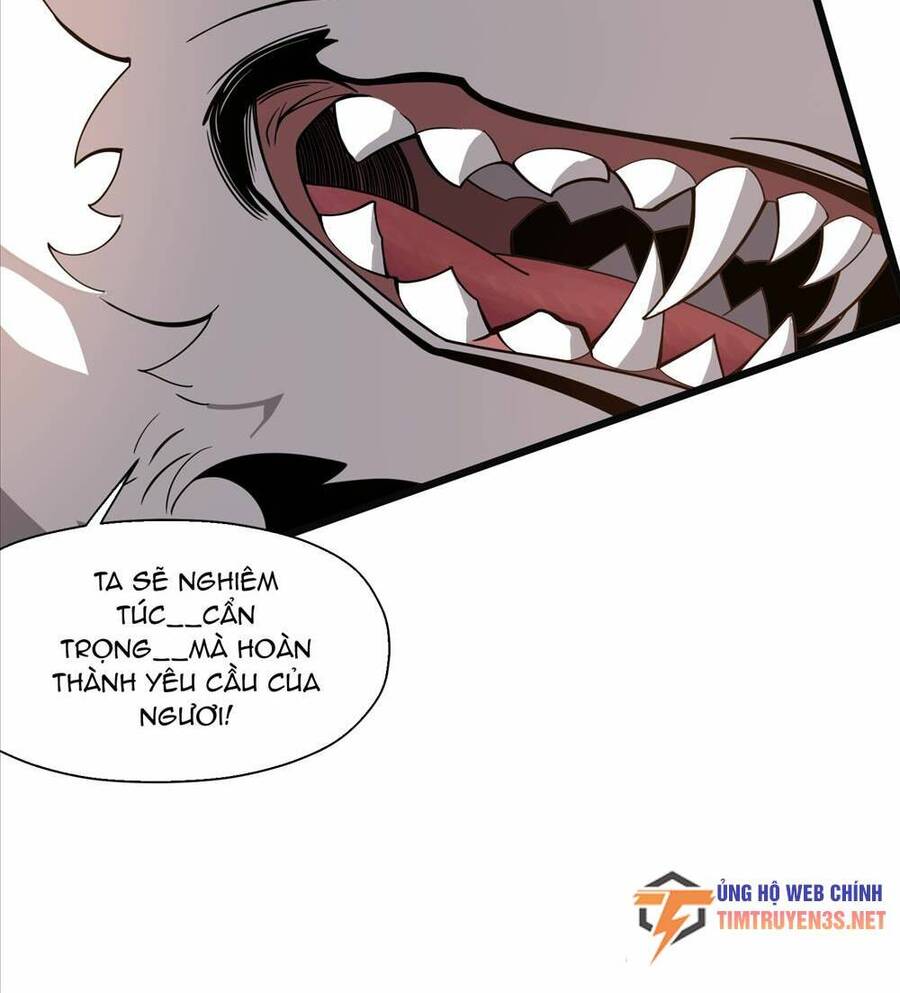 TA SẼ NGHIÊM
TÚC__CẨN
TRỌNG__MÀ HOÀN
THÀNH YÊU CẦU CỦA
NGƯƠI!
ỦNG HỘ WEB CHÍNH
TIMTRUYEN3S.NET